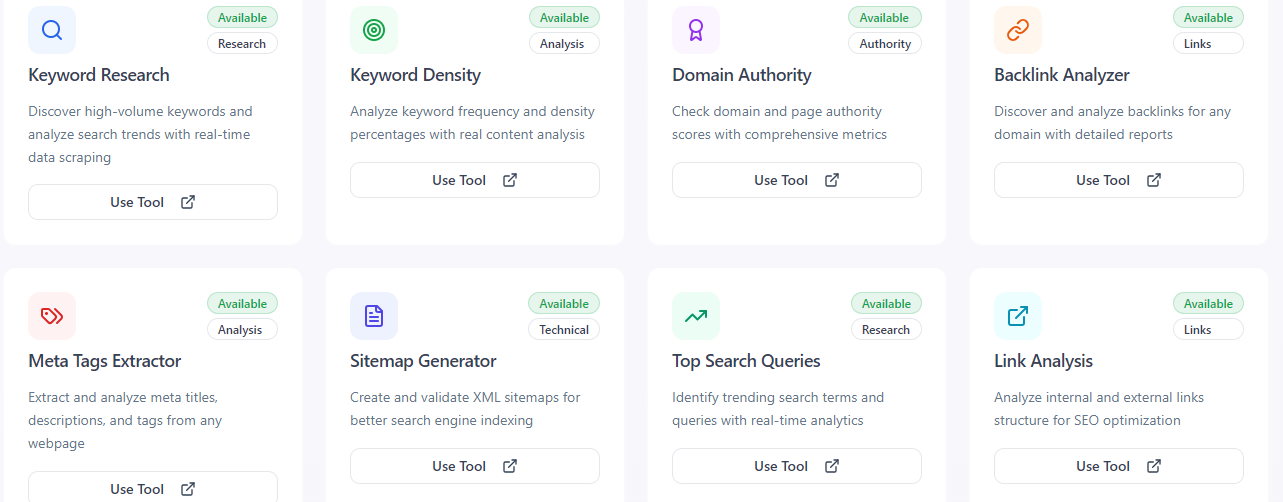 Available
Research
Keyword Research
Discover high-volume keywords and
analyze search trends with real-time
data scraping
Use Tool
Available
Analysis
Keyword Density
Analyze keyword frequency and density
percentages with real content analysis
Use Tool
Available
Authority
Domain Authority
Check domain and page authority
scores with comprehensive metrics
Use Tool
Available
Links
Backlink Analyzer
Discover and analyze backlinks for any
domain with detailed reports
Use Tool
Available
Analysis
Meta Tags Extractor
Extract and analyze meta titles,
descriptions, and tags from any
webpage
Use Tool
Available
Technical
Sitemap Generator
Create and validate XML sitemaps for
better search engine indexing
Use Tool
Available
Research
Top Search Queries
Identify trending search terms and
queries with real-time analytics
Use Tool
Available
Links
Link Analysis
Analyze internal and external links
structure for SEO optimization
Use Tool